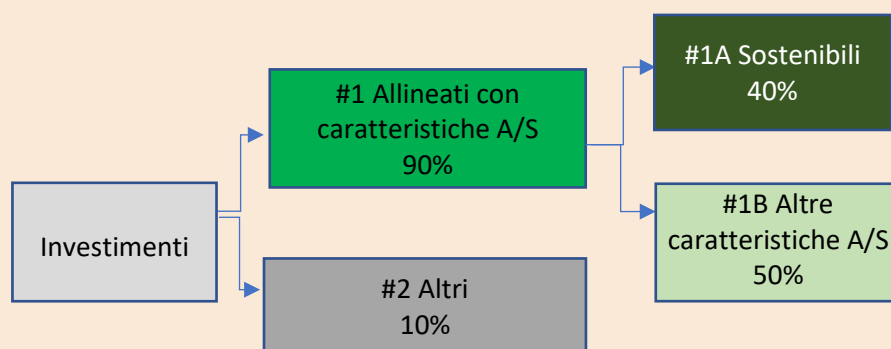 Investimenti
#1 Allineati con
caratteristiche A/S
90%
#2 Altri
10%
#1A Sostenibili
40%
#1B Altre
caratteristiche A/S
50%